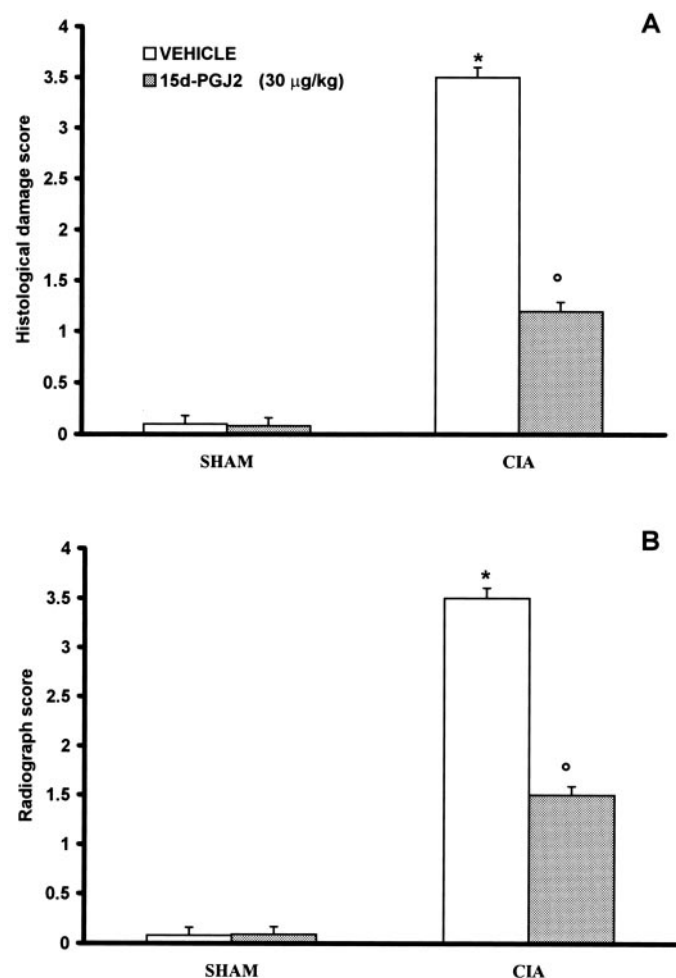 A
4
VEHICLE
*
3.5
15d-PGJ2 (30 μg/kg)
3
2.5
2
1.5
1
0.5
0
Histological damage score
SHAM CIA
B
4
*
3.5
3
2.5
2
1.5
1
0.5
0
Radiograph score
SHAM CIA